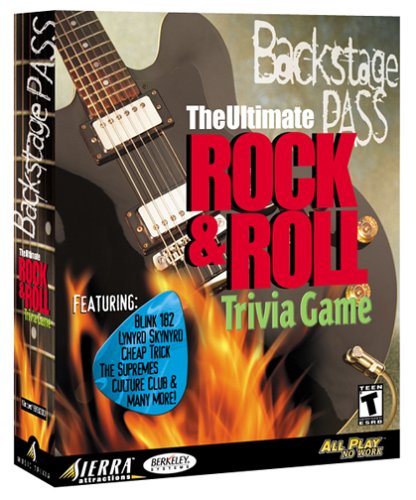 Backstage PASS
The Ultimate
ROCK
& ROLL
Trivia Game
Backstage
PASS
The Ultimate
ROCK
& ROLL
Trivia Game
FEATURING:
BLINK 182
LYNYRD SKYNYRD
CHEAP TRICK
THE SUPREMES
CULTURE CLUB &
MANY MORE!
TEEN
T
ESRB
SIERRA
attractions
BERKELEY
SYSTEMS
ALL PLAY
NO WORK